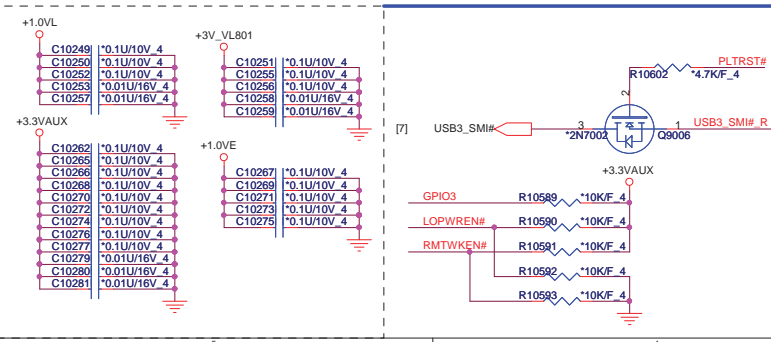 +1.0VL
C10249 *0.1U/10V_4
C10250 *0.1U/10V_4
C10252 *0.1U/10V_4
C10253 *0.01U/16V_4
C10257 *0.01U/16V_4
+3.3VAUX
C10262 *0.1U/10V_4
C10265 *0.1U/10V_4
C10266 *0.1U/10V_4
C10268 *0.1U/10V_4
C10270 *0.1U/10V_4
C10272 *0.1U/10V_4
C10274 *0.1U/10V_4
C10276 *0.1U/10V_4
C10277 *0.1U/10V_4
C10279 *0.01U/16V_4
C10280 *0.01U/16V_4
C10281 *0.01U/16V_4
+3V_VL801
C10251 *0.1U/10V_4
C10255 *0.1U/10V_4
C10256 *0.1U/10V_4
C10258 *0.01U/16V_4
C10259 *0.01U/16V_4
+1.0VE
C10267 *0.1U/10V_4
C10269 *0.1U/10V_4
C10271 *0.1U/10V_4
C10273 *0.1U/10V_4
C10275 *0.1U/10V_4
PLTRST#
R10602 *4.7K/F_4
2
[7] USB3_SMI# 3 1 USB3_SMI#_R
*2N7002 Q9006
+3.3VAUX
GPIO3 R10589 *10K/F_4
LOPWREN# R10590 *10K/F_4
RMTWKEN# R10591 *10K/F_4
R10592 *10K/F_4
R10593 *10K/F_4